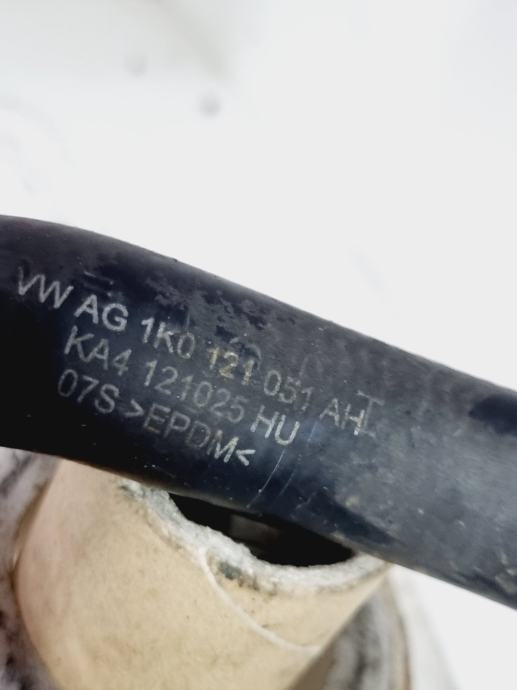 VW AG 1K0 121 051 AH
KA4 121025 HU
07S >EPDM<